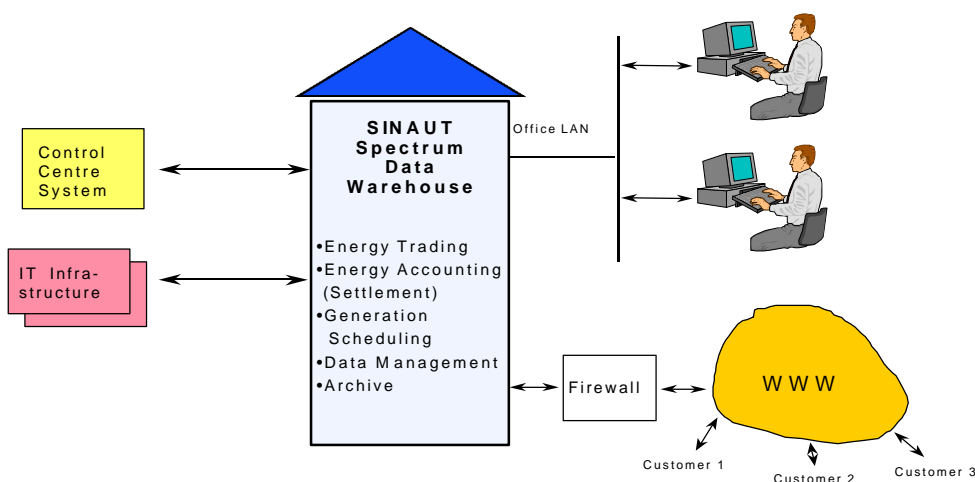 SINAUT
Spectrum
Data
Warehouse
Office LAN
Control
Centre
System
IT Infra-
structure
•Energy Trading
•Energy Accounting
(Settlement)
•Generation
Scheduling
•Data Management
•Archive
Firewall
WWW
Customer 1
Customer 2
Customer 3